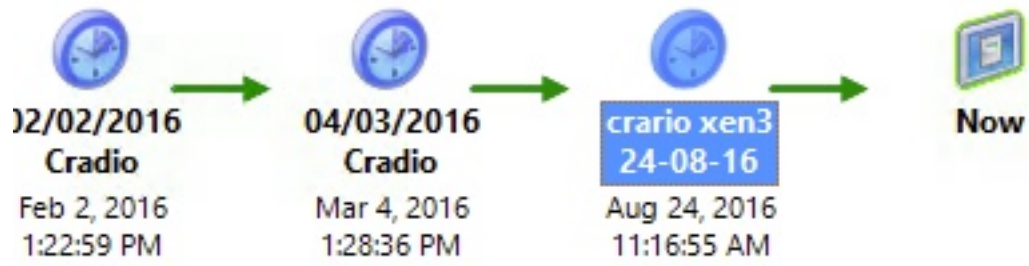 02/02/2016
Cradio
Feb 2, 2016
1:22:59 PM
04/03/2016
Cradio
Mar 4, 2016
1:28:36 PM
crario xen3
24-08-16
Aug 24, 2016
11:16:55 AM
Now